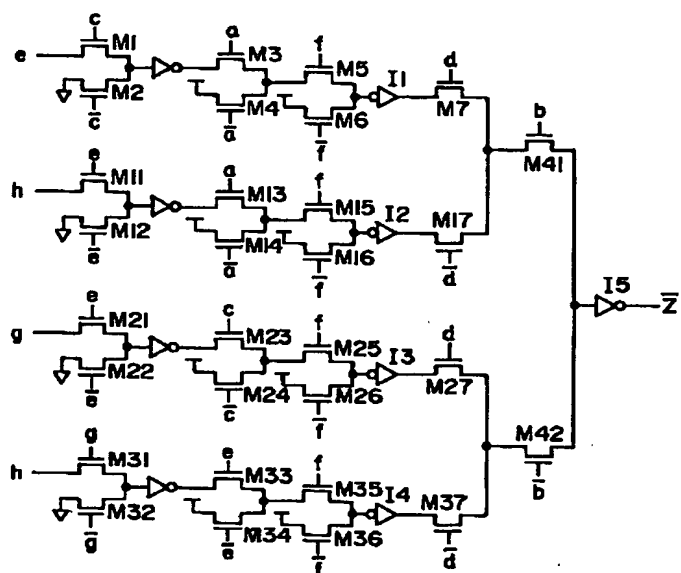 c
a
f
e
M1
M3
M5
I1
d
M2
M4
M6
M7
c̄
ā
f̄
b
M41
e
a
f
h
M11
M13
M15
I2
M12
M14
M16
M17
ē
ā
f̄
d̄
I5
Z̄
e
c
f
g
M21
M23
M25
I3
d
M22
M24
M26
M27
ē
c̄
f̄
M42
b̄
g
e
f
h
M31
M33
M35
I4
M37
M32
M34
M36
ḡ
ē
f̄
d̄